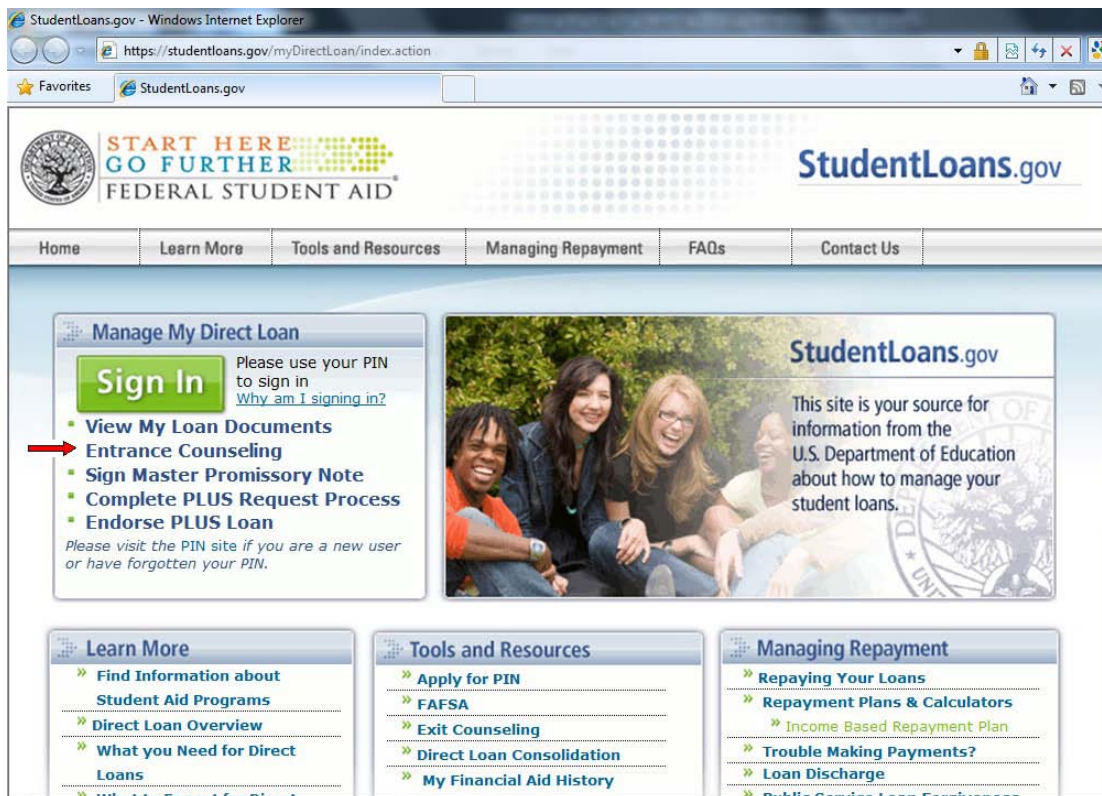 StudentLoans.gov - Windows Internet Explorer
https://studentloans.gov/myDirectLoan/index.action
Favorites
StudentLoans.gov
START HERE
GO FURTHER
FEDERAL STUDENT AID
StudentLoans.gov
Home Learn More Tools and Resources Managing Repayment FAQs Contact Us
Manage My Direct Loan
Sign In
Please use your PIN
to sign in
Why am I signing in?
View My Loan Documents
Entrance Counseling
Sign Master Promissory Note
Complete PLUS Request Process
Endorse PLUS Loan
Please visit the PIN site if you are a new user
or have forgotten your PIN.
StudentLoans.gov
This site is your source for
information from the
U.S. Department of Education
about how to manage your
student loans.
Learn More
Find Information about
Student Aid Programs
Direct Loan Overview
What you Need for Direct
Loans
Tools and Resources
Apply for PIN
FAFSA
Exit Counseling
Direct Loan Consolidation
My Financial Aid History
Managing Repayment
Repaying Your Loans
Repayment Plans & Calculators
Income Based Repayment Plan
Trouble Making Payments?
Loan Discharge